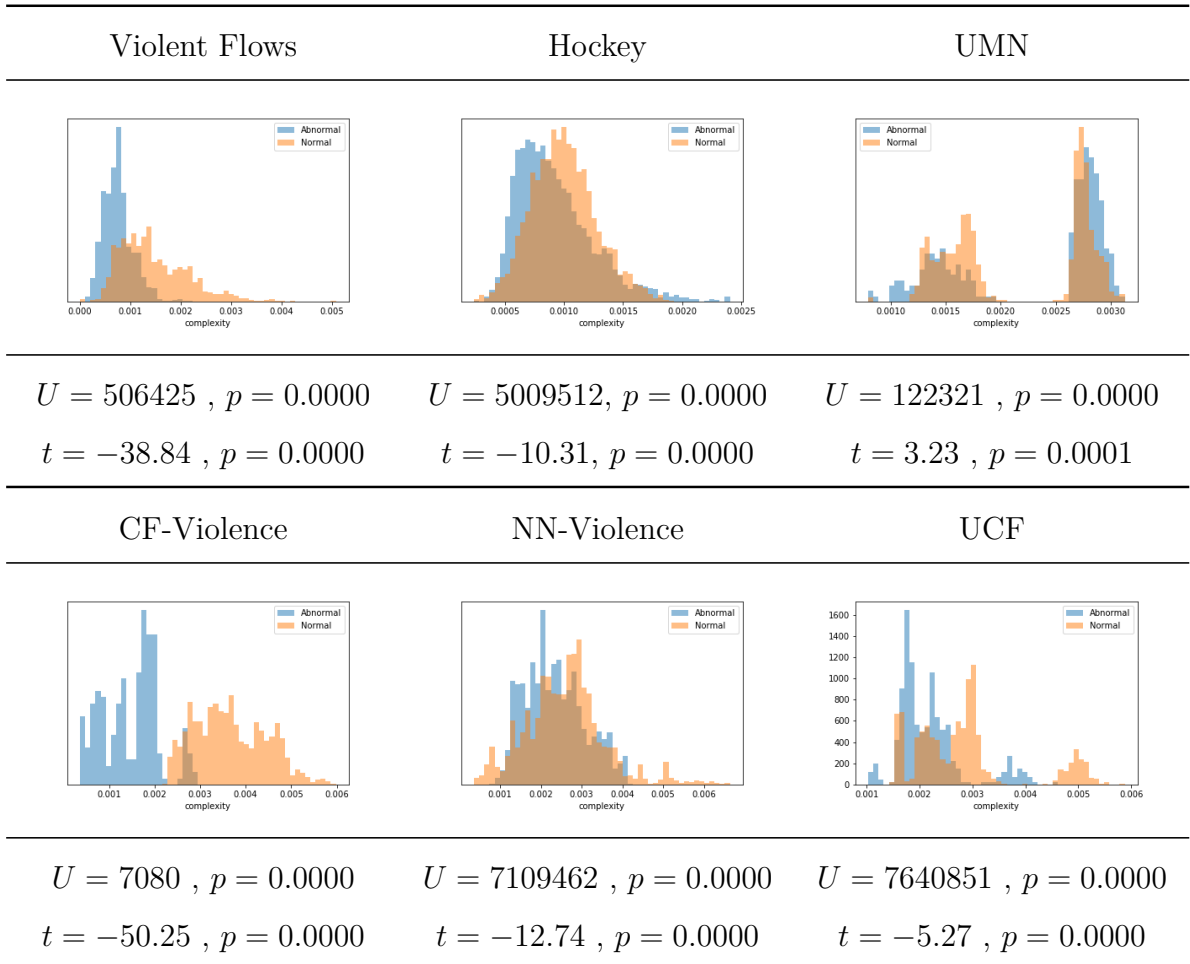 Violent Flows Hockey UMN
Abnormal
Normal
Abnormal
Normal
Abnormal
Normal
0.000 0.001 0.002 0.003 0.004 0.005
complexity
0.0005 0.0010 0.0015 0.0020 0.0025
complexity
0.0010 0.0015 0.0020 0.0025 0.0030
complexity
U = 506425 , p = 0.0000 U = 5009512, p = 0.0000 U = 122321 , p = 0.0000
t = −38.84 , p = 0.0000 t = −10.31, p = 0.0000 t = 3.23 , p = 0.0001
CF-Violence NN-Violence UCF
Abnormal
Normal
Abnormal
Normal
Abnormal
Normal
0.001 0.002 0.003 0.004 0.005 0.006
complexity
0.001 0.002 0.003 0.004 0.005 0.006
complexity
1600
1400
1200
1000
800
600
400
200
0
0.001 0.002 0.003 0.004 0.005 0.006
complexity
U = 7080 , p = 0.0000 U = 7109462 , p = 0.0000 U = 7640851 , p = 0.0000
t = −50.25 , p = 0.0000 t = −12.74 , p = 0.0000 t = −5.27 , p = 0.0000